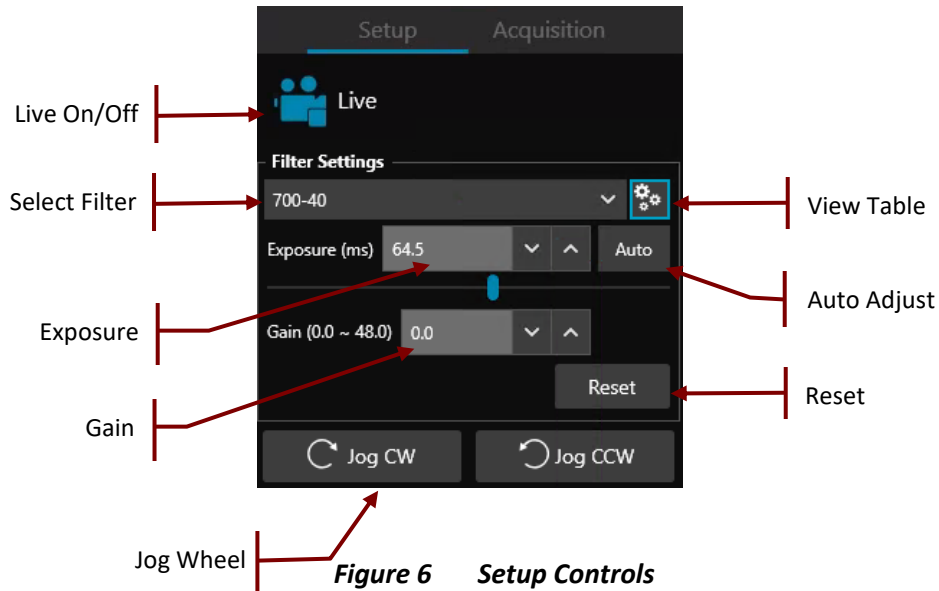 Setup Acquisition
Live On/Off
Live
Filter Settings
Select Filter
700-40
View Table
Exposure (ms) 64.5 Auto
Auto Adjust
Exposure
Gain (0.0 ~ 48.0) 0.0
Reset
Reset
Gain
Jog CW Jog CCW
Jog Wheel
Figure 6 Setup Controls